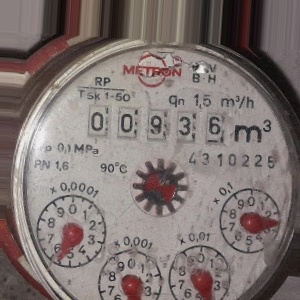 METRON
RP
Tsk 1-50°
B-H
qn 1,5 m³/h
00936 m³
p 0,1 MPa
4310225
PN 1,6
90°C
x 0,0001
x 0,1
x 0,001
x 0,01